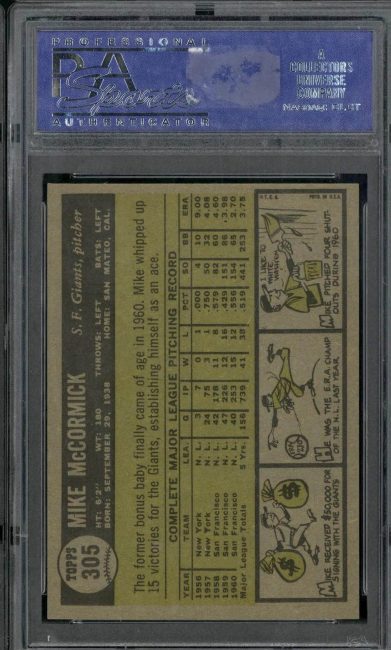 PROFESSIONAL
PSA
Sports
AUTHENTICATOR
A
COLLECTORS
UNIVERSE
COMPANY
NASDAQ: CLCT
TOPPS
305
MIKE McCORMICK
S. F. Giants, pitcher
HT: 6'2" WT: 180 THROWS: LEFT BATS: LEFT
BORN: SEPTEMBER 29, 1938 HOME: SAN MATEO, CAL.
The former bonus baby finally came of age in 1960. Mike whipped up
15 victories for the Giants, establishing himself as an ace.
COMPLETE MAJOR LEAGUE PITCHING RECORD
YEAR TEAM LEA G IP W L PCT SO BB ERA
1956 New York N. L. 3 7 0 1 .000 4 10 9.00
1957 New York N. L. 24 75 3 1 .750 50 32 4.08
1958 San Francisco N. L. 42 178 11 8 .579 82 60 4.60
1959 San Francisco N. L. 47 226 12 16 .429 151 86 3.98
1960 San Francisco N. L. 40 253 15 12 .556 154 65 2.70
Major League Totals 5 Yrs. 156 739 41 38 .519 441 253 3.75
MIKE RECEIVED $50,000 FOR
SIGNING WITH THE GIANTS
MIKE WAS THE E.R.A. CHAMP
OF THE N.L. LAST YEAR.
I LIKE TO
WHITE
WASH 'EM
MIKE PITCHED FOUR SHUT-
OUTS DURING 1960
T.C.G. PRTD. IN U.S.A.